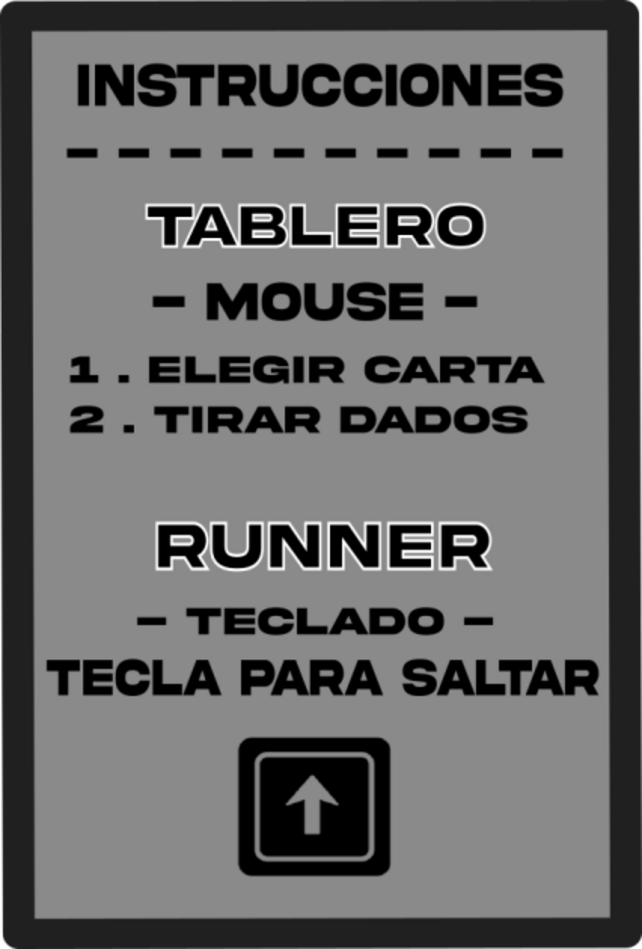 INSTRUCCIONES
- - - - - - - - - -
TABLERO
- MOUSE -
1 . ELEGIR CARTA
2 . TIRAR DADOS
RUNNER
- TECLADO -
TECLA PARA SALTAR
↑